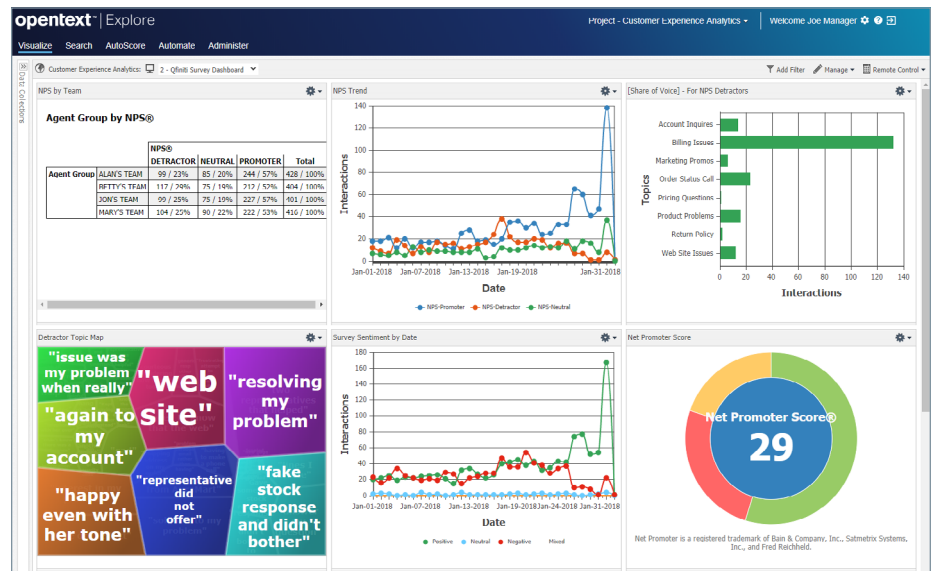 opentext™ | Explore
Project - Customer Experience Analytics
Welcome Joe Manager
Visualize Search AutoScore Automate Administer
Data Collections
Customer Experience Analytics: 2 - Qfiniti Survey Dashboard
Add Filter Manage Remote Control
NPS by Team
Agent Group by NPS®
NPS®
DETRACTOR NEUTRAL PROMOTER Total
Agent Group ALAN'S TEAM 99 / 23% 85 / 20% 244 / 57% 428 / 100%
BETTY'S TEAM 117 / 29% 75 / 19% 212 / 52% 404 / 100%
JON'S TEAM 99 / 25% 75 / 19% 227 / 57% 401 / 100%
MARY'S TEAM 104 / 25% 90 / 22% 222 / 53% 416 / 100%
NPS Trend
140
120
100
80
60
40
20
0
Interactions
Jan-01-2018 Jan-07-2018 Jan-13-2018 Jan-19-2018 Jan-31-2018
Date
NPS-Promoter NPS-Detractor NPS-Neutral
[Share of Voice] - For NPS Detractors
Topics
Account Inquires
Billing Issues
Marketing Promos
Order Status Call
Pricing Questions
Product Problems
Return Policy
Web Site Issues
0 20 40 60 80 100 120 140
Interactions
Detractor Topic Map
"issue was
my problem
when really"
"web
site"
"resolving
my
problem"
"again to
my
account"
"happy
even with
her tone"
"representative
did
not
offer"
"fake
stock
response
and didn't
bother"
Survey Sentiment by Date
180
160
140
120
100
80
60
40
20
0
Interactions
Jan-01-2018 Jan-07-2018 Jan-13-2018 Jan-19-2018 Jan-24-2018 Jan-31-2018
Date
Positive Neutral Negative Mixed
Net Promoter Score
Net Promoter Score®
29
Net Promoter is a registered trademark of Bain & Company, Inc., Satmetrix Systems,
Inc., and Fred Reichheld.